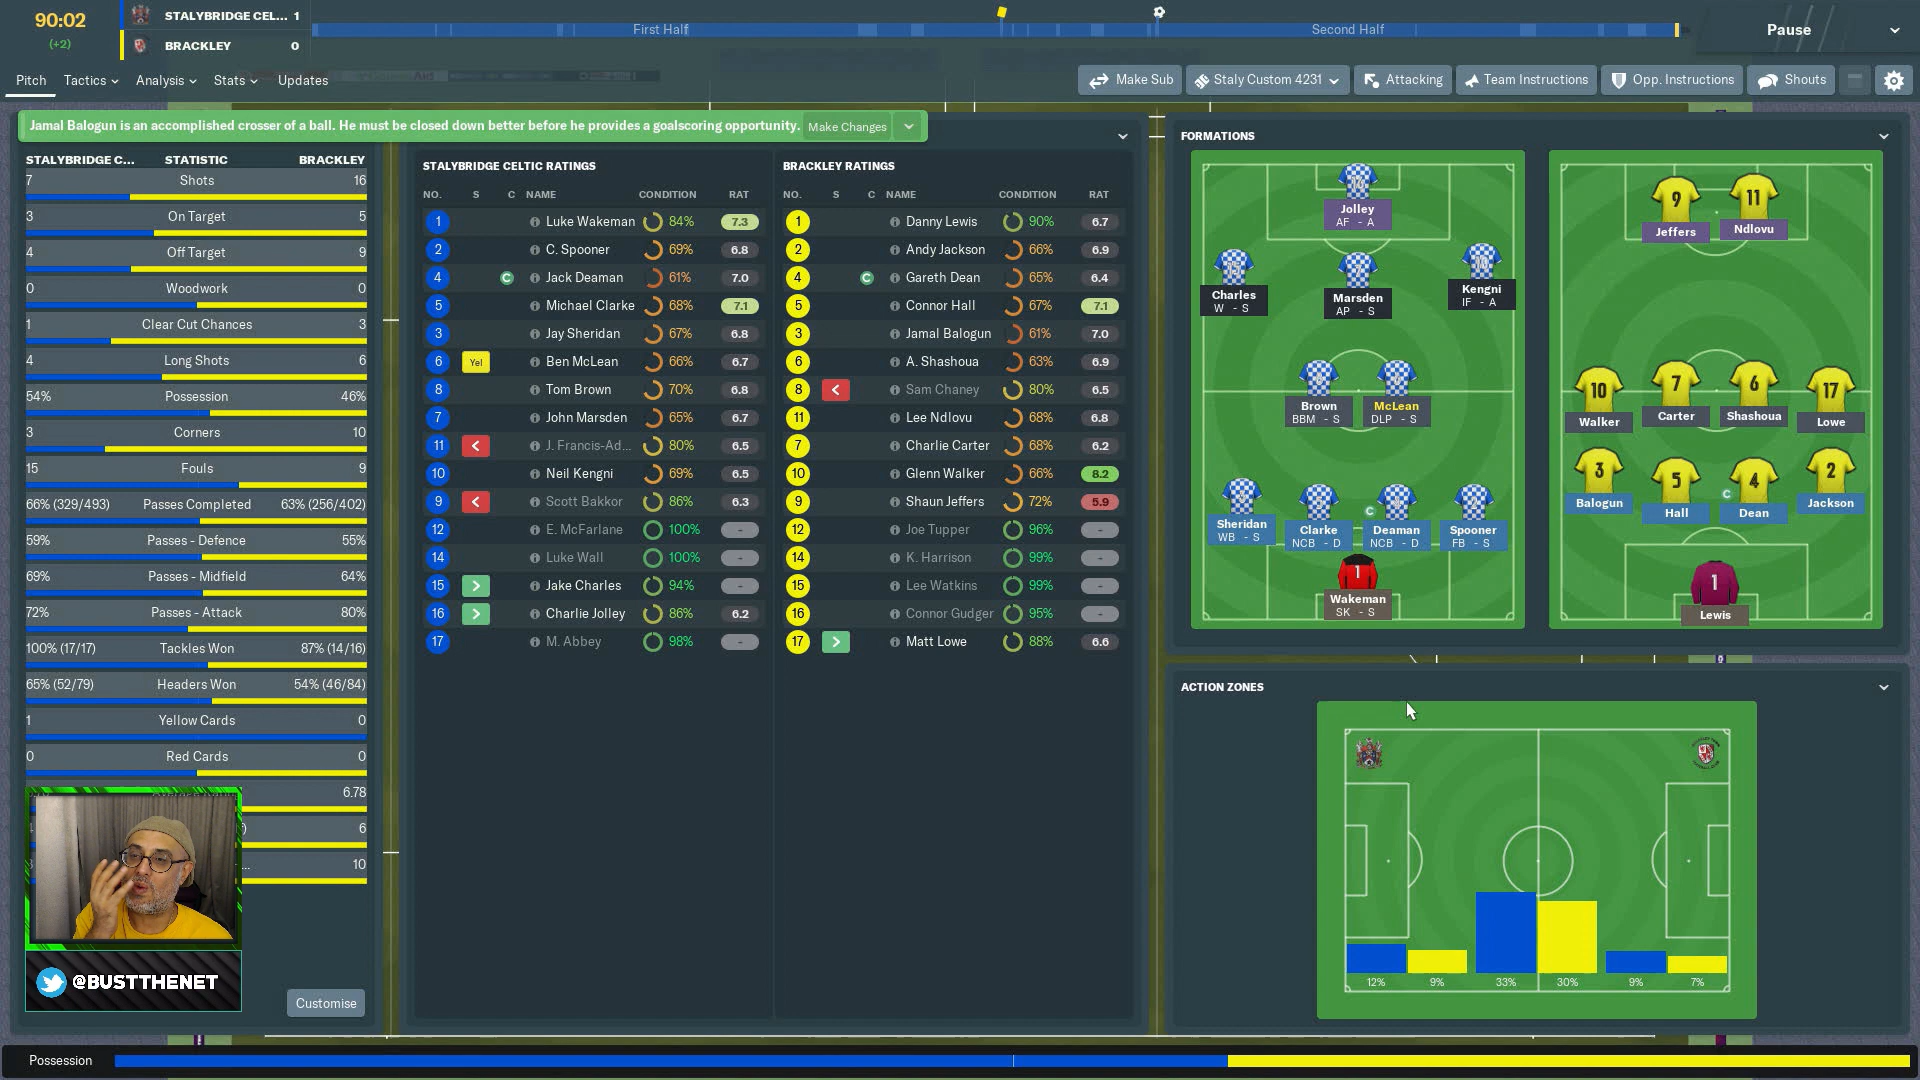 90:02
(+2)
STALYBRIDGE CEL... 1
BRACKLEY 0
First Half
Second Half
Pause
Pitch
Tactics
Analysis
Stats
Updates
Make Sub
Staly Custom 4231
Attacking
Team Instructions
Opp. Instructions
Shouts
Jamal Balogun is an accomplished crosser of a ball. He must be closed down better before he provides a goalscoring opportunity.
Make Changes
STALYBRIDGE C... STATISTIC BRACKLEY
7 Shots 16
3 On Target 5
4 Off Target 9
0 Woodwork 0
1 Clear Cut Chances 3
4 Long Shots 6
54% Possession 46%
3 Corners 10
15 Fouls 9
66% (329/493) Passes Completed 63% (256/402)
59% Passes - Defence 55%
69% Passes - Midfield 64%
72% Passes - Attack 80%
100% (17/17) Tackles Won 87% (14/16)
65% (52/79) Headers Won 54% (46/84)
1 Yellow Cards 0
0 Red Cards 0
6.78
6
10
@BUSTTHENET
Customise
STALYBRIDGE CELTIC RATINGS
NO. S C NAME CONDITION RAT
1 Luke Wakeman 84% 7.3
2 C. Spooner 69% 6.8
4 C Jack Deaman 61% 7.0
5 Michael Clarke 68% 7.1
3 Jay Sheridan 67% 6.8
6 Yel Ben McLean 66% 6.7
8 Tom Brown 70% 6.8
7 John Marsden 65% 6.7
11 J. Francis-Ad... 80% 6.5
10 Neil Kengni 69% 6.5
9 Scott Bakkor 86% 6.3
12 E. McFarlane 100% -
14 Luke Wall 100% -
15 Jake Charles 94% -
16 Charlie Jolley 86% 6.2
17 M. Abbey 98% -
BRACKLEY RATINGS
NO. S C NAME CONDITION RAT
1 Danny Lewis 90% 6.7
2 Andy Jackson 66% 6.9
4 C Gareth Dean 65% 6.4
5 Connor Hall 67% 7.1
3 Jamal Balogun 61% 7.0
6 A. Shashoua 63% 6.9
8 Sam Chaney 80% 6.5
11 Lee Ndlovu 68% 6.8
7 Charlie Carter 68% 6.2
10 Glenn Walker 66% 8.2
9 Shaun Jeffers 72% 5.9
12 Joe Tupper 96% -
14 K. Harrison 99% -
15 Lee Watkins 99% -
16 Connor Gudger 95% -
17 Matt Lowe 88% 6.6
FORMATIONS
Jolley
AF - A
Charles
W - S
Marsden
AP - S
Kengni
IF - A
Brown
BBM - S
McLean
DLP - S
Sheridan
WB - S
Clarke
NCB - D
C
Deaman
NCB - D
Spooner
FB - S
1
Wakeman
SK - S
9
Jeffers
11
Ndlovu
10
Walker
7
Carter
6
Shashoua
17
Lowe
3
Balogun
5
Hall
C
4
Dean
2
Jackson
1
Lewis
ACTION ZONES
12% 9% 33% 30% 9% 7%
Possession